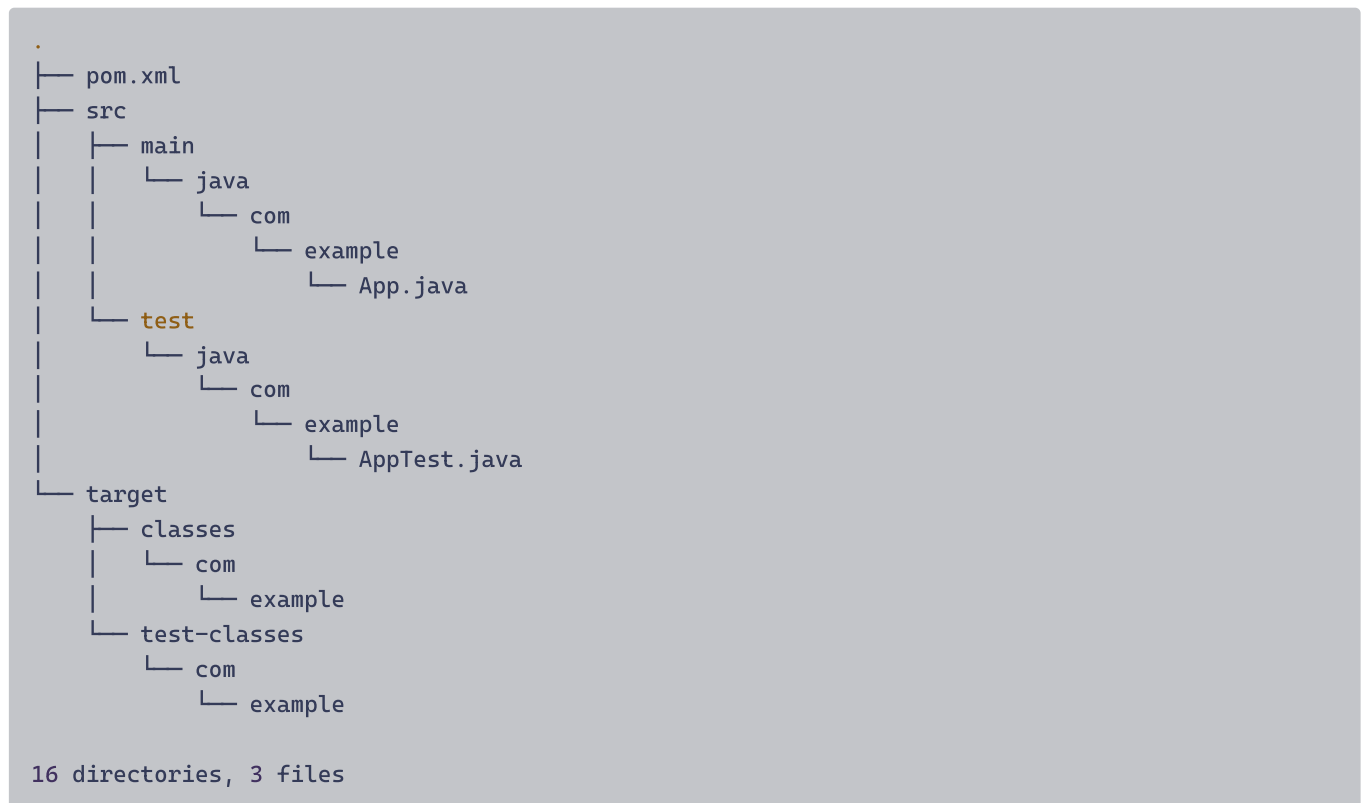 .
├── pom.xml
├── src
│   ├── main
│   │   └── java
│   │       └── com
│   │           └── example
│   │               └── App.java
│   └── test
│       └── java
│           └── com
│               └── example
│                   └── AppTest.java
└── target
    ├── classes
    │   └── com
    │       └── example
    └── test-classes
        └── com
            └── example

16 directories, 3 files